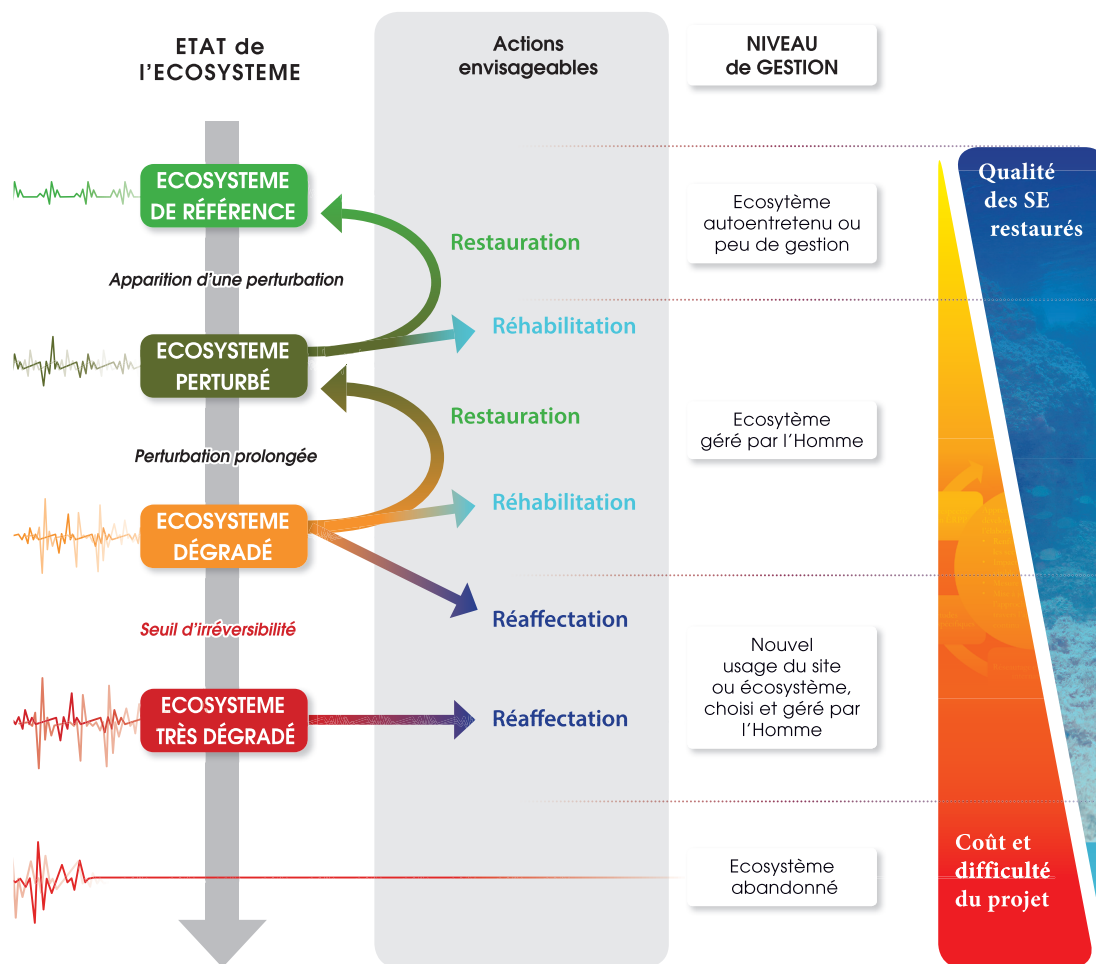 ETAT de
l'ECOSYSTEME
Actions
envisageables
NIVEAU
de GESTION
ECOSYSTEME
DE RÉFÉRENCE
Apparition d'une perturbation
ECOSYSTEME
PERTURBÉ
Perturbation prolongée
ECOSYSTEME
DÉGRADÉ
Seuil d'irréversibilité
ECOSYSTEME
TRÈS DÉGRADÉ
Restauration
Réhabilitation
Restauration
Réhabilitation
Réaffectation
Réaffectation
Ecosytème
autoentretenu ou
peu de gestion
Ecosytème
géré par l'Homme
Nouvel
usage du site
ou écosystème,
choisi et géré par
l'Homme
Ecosystème
abandonné
Qualité
des SE
restaurés
Coût et
difficulté
du projet